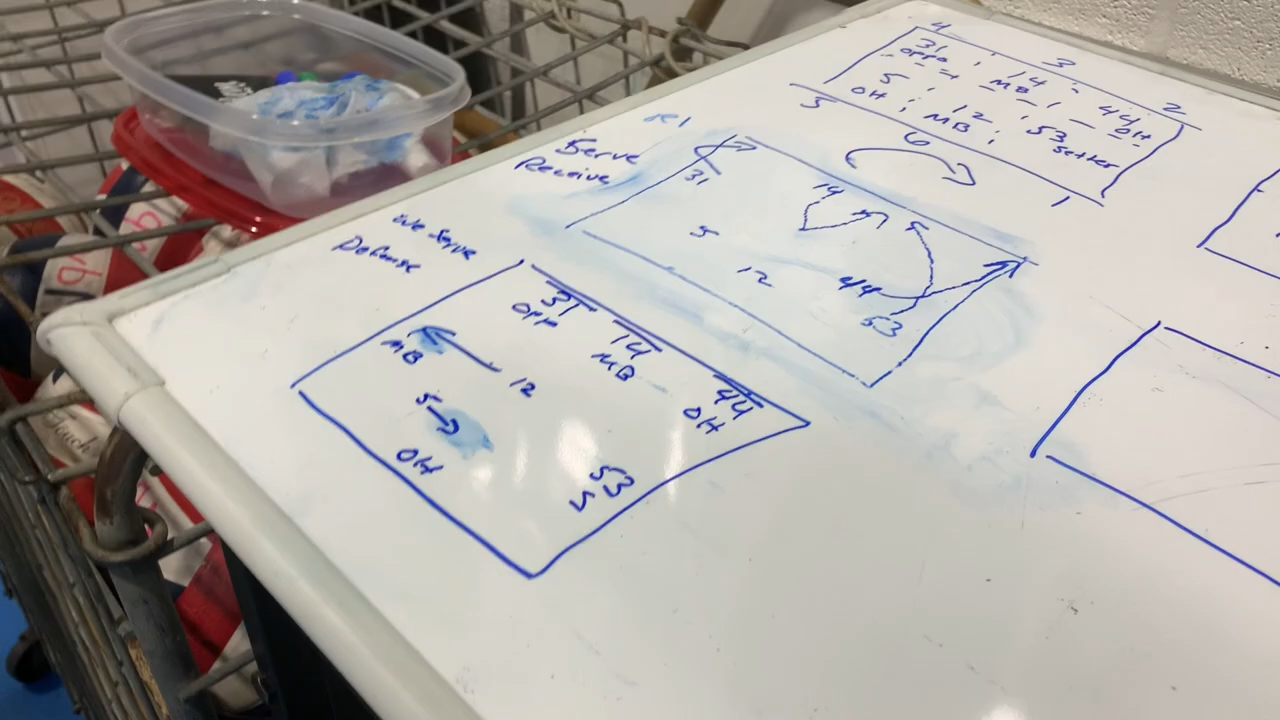 4 3 2
31 14 44
OPP MB OH
5 12 53
OH MB setter
5 6 1
R1
Serve
Receive
31 14
5
12 44
53
We Serve
Defense
31
OPP
14
MB
44
OH
MB
12
5
OH
53
S